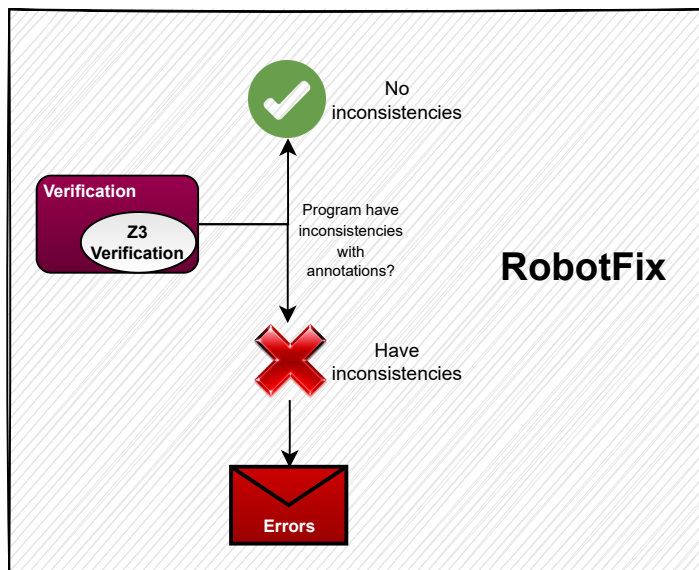 No
inconsistencies
Verification
Z3
Verification
Program have
inconsistencies
with
annotations?
RobotFix
Have
inconsistencies
Errors